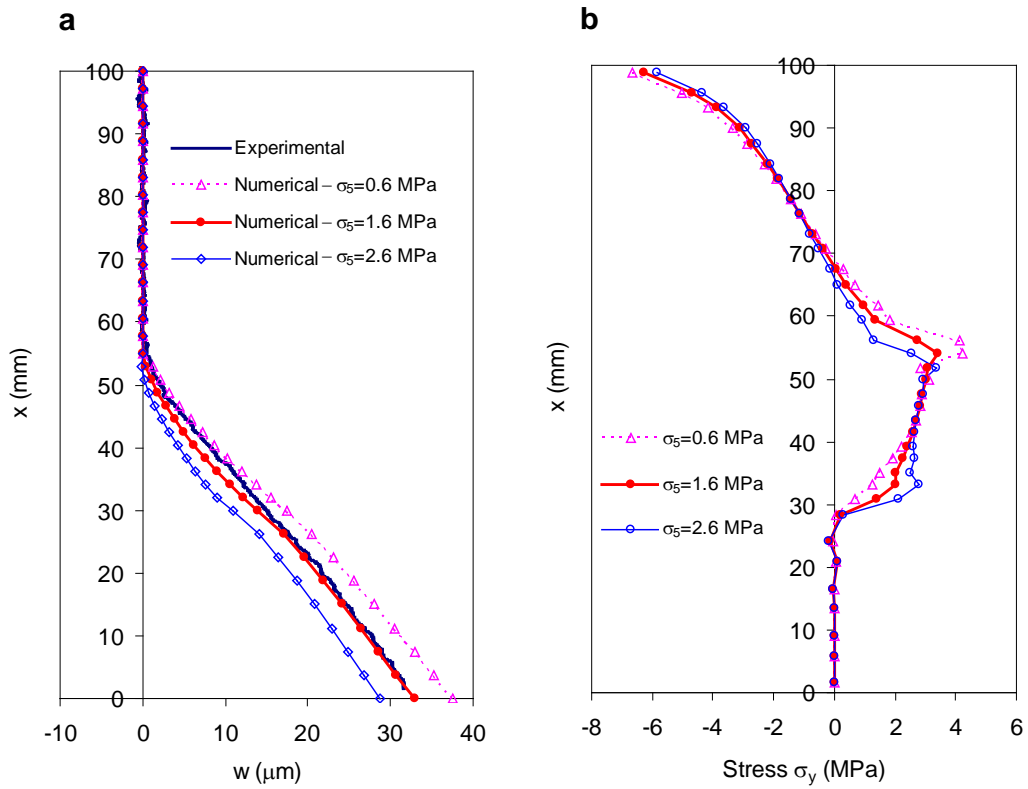 a
100
90
80
70
60
50
40
30
20
10
0
x (mm)
Experimental
Numerical – σ5=0.6 MPa
Numerical – σ5=1.6 MPa
Numerical – σ5=2.6 MPa
-10 0 10 20 30 40
w (μm)
b
100
90
80
70
60
50
40
30
20
10
0
x (mm)
σ5=0.6 MPa
σ5=1.6 MPa
σ5=2.6 MPa
-8 -6 -4 -2 0 2 4 6
Stress σy (MPa)